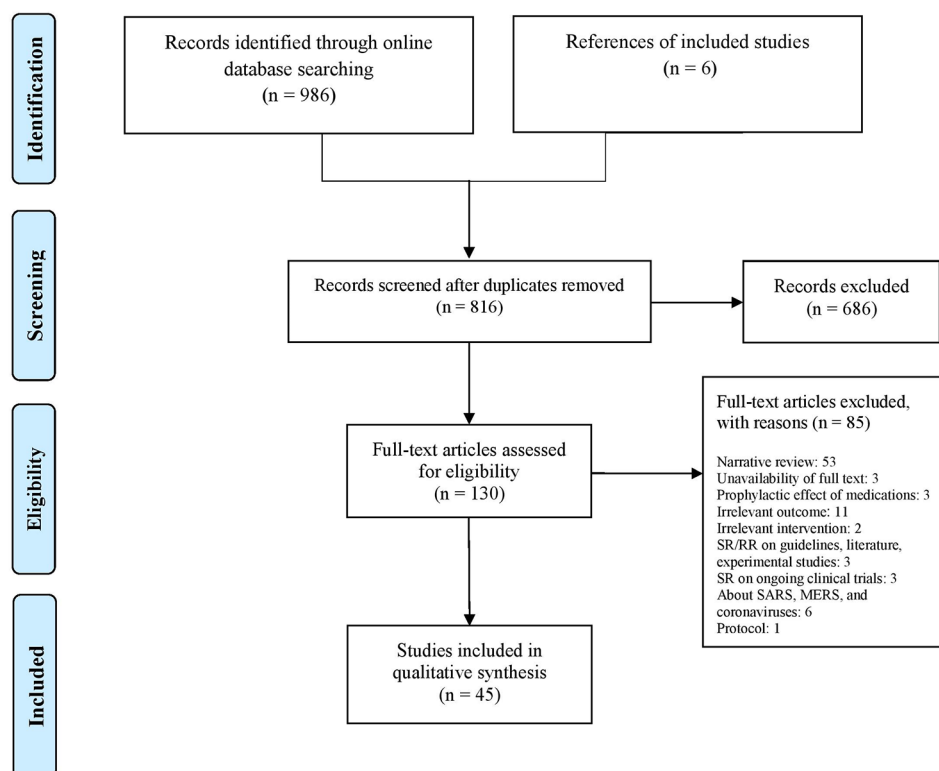 Identification
Records identified through online
database searching
(n = 986)
References of included studies
(n = 6)
Screening
Records screened after duplicates removed
(n = 816)
Records excluded
(n = 686)
Eligibility
Full-text articles assessed
for eligibility
(n = 130)
Full-text articles excluded,
with reasons (n = 85)
Narrative review: 53
Unavailability of full text: 3
Prophylactic effect of medications: 3
Irrelevant outcome: 11
Irrelevant intervention: 2
SR/RR on guidelines, literature,
experimental studies: 3
SR on ongoing clinical trials: 3
About SARS, MERS, and
coronaviruses: 6
Protocol: 1
Included
Studies included in
qualitative synthesis
(n = 45)